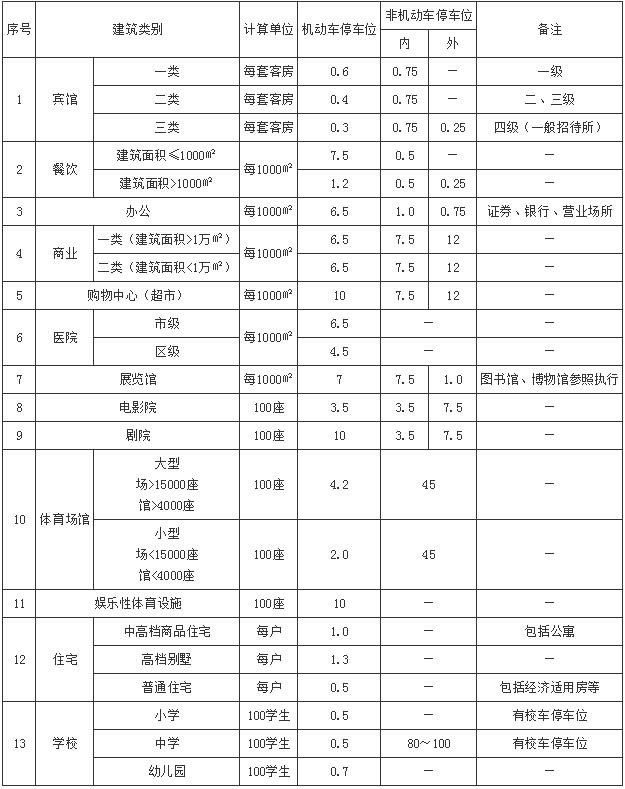 序号 建筑类别 计算单位 机动车停车位 非机动车停车位 备注
内 外
1 宾馆 一类 每套客房 0.6 0.75 — 一级
二类 每套客房 0.4 0.75 — 二、三级
三类 每套客房 0.3 0.75 0.25 四级（一般招待所）
2 餐饮 建筑面积≤1000㎡ 每1000㎡ 7.5 0.5 — —
建筑面积>1000㎡ 1.2 0.5 0.25 —
3 办公 每1000㎡ 6.5 1.0 0.75 证券、银行、营业场所
4 商业 一类（建筑面积>1万㎡） 每1000㎡ 6.5 7.5 12 —
二类（建筑面积<1万㎡） 6.5 7.5 12 —
5 购物中心（超市） 每1000㎡ 10 7.5 12 —
6 医院 市级 每1000㎡ 6.5 — —
区级 4.5 — —
7 展览馆 每1000㎡ 7 7.5 1.0 图书馆、博物馆参照执行
8 电影院 100座 3.5 3.5 7.5 —
9 剧院 100座 10 3.5 7.5 —
10 体育场馆 大型 100座 4.2 45 —
场>15000座
馆>4000座
小型 100座 2.0 45 —
场<15000座
馆<4000座
11 娱乐性体育设施 100座 10 — —
12 住宅 中高档商品住宅 每户 1.0 — 包括公寓
高档别墅 每户 1.3 — —
普通住宅 每户 0.5 — 包括经济适用房等
13 学校 小学 100学生 0.5 — 有校车停车位
中学 100学生 0.5 80～100 有校车停车位
幼儿园 100学生 0.7 — —